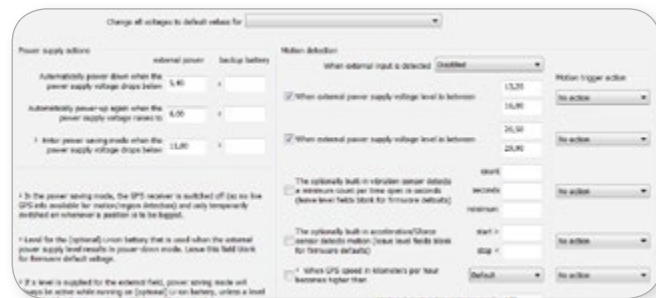 Change all voltages to default values for
Power supply actions
external power backup battery
Automatically power down when the
power supply voltage drops below
5,40
Automatically power-up again when the
power supply voltage raises to
6,00
¹ Enter power saving mode when the
power supply voltage drops below
11,80
¹ In the power saving mode, the GPS receiver is switched off (so no live
GPS info available for motion/region detection) and only temporarily
switched on whenever a position is to be logged.
² Level for the (optional) Li-ion battery that is used when the external
power supply level results in power-down mode. Leave this field blank
for firmware default voltage.
If a level is supplied for the external field, power saving mode will
always be active while running on (optional) Li-ion battery, unless a level
Motion detection
When external input is detected Disabled
Motion trigger action
When external power supply voltage level is between
13,20
16,00
No action
When external power supply voltage level is between
26,50
29,90
No action
The optionally built in vibration sensor detects
a minimum count per time span in seconds
(leave level fields blank for firmware defaults)
count
seconds
minimum
No action
The optionally built in acceleration/Gforce
sensor detects motion (leave level fields blank
for firmware defaults)
start >
stop <
No action
When GPS speed in kilometers per hour
becomes higher than
Default
No action